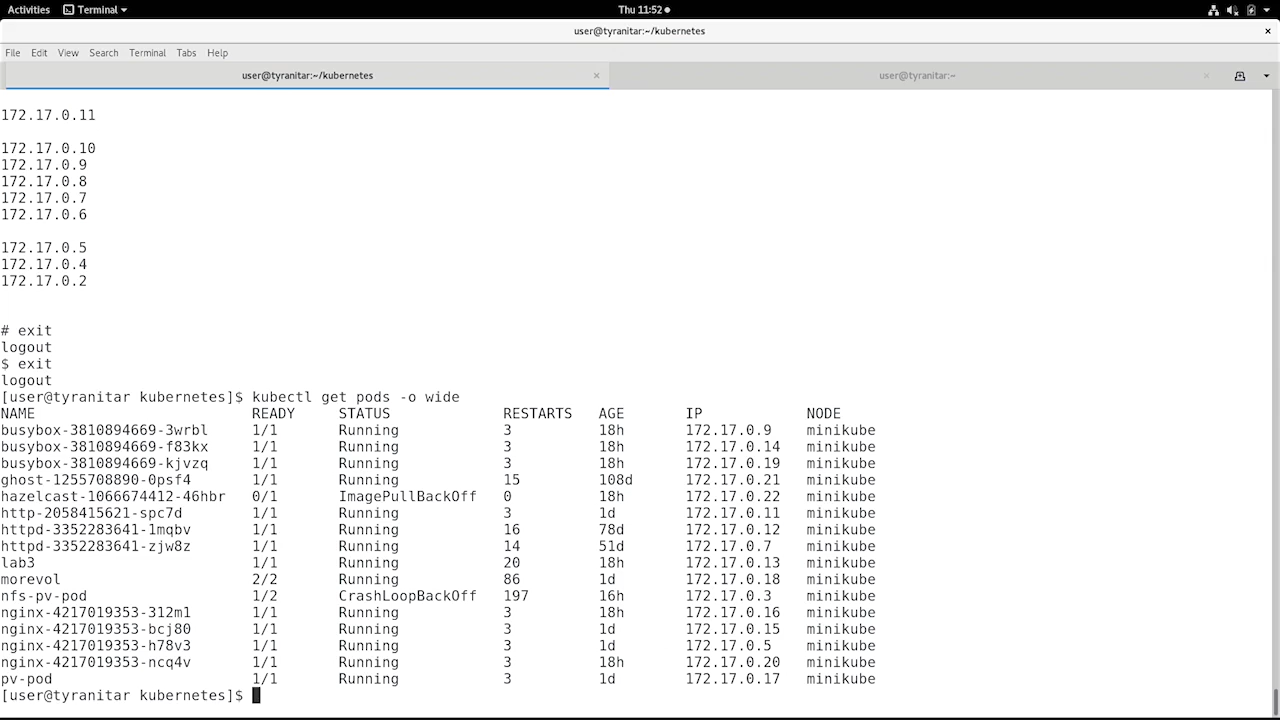 Activities Terminal Thu 11:52
user@tyranitar:~/kubernetes
File Edit View Search Terminal Tabs Help
user@tyranitar:~/kubernetes user@tyranitar:~
172.17.0.11
172.17.0.10
172.17.0.9
172.17.0.8
172.17.0.7
172.17.0.6
172.17.0.5
172.17.0.4
172.17.0.2
# exit
logout
$ exit
logout
[user@tyranitar kubernetes]$ kubectl get pods -o wide
NAME READY STATUS RESTARTS AGE IP NODE
busybox-3810894669-3wrbl 1/1 Running 3 18h 172.17.0.9 minikube
busybox-3810894669-f83kx 1/1 Running 3 18h 172.17.0.14 minikube
busybox-3810894669-kjvzq 1/1 Running 3 18h 172.17.0.19 minikube
ghost-1255708890-0psf4 1/1 Running 15 108d 172.17.0.21 minikube
hazelcast-1066674412-46hbr 0/1 ImagePullBackOff 0 18h 172.17.0.22 minikube
http-2058415621-spc7d 1/1 Running 3 1d 172.17.0.11 minikube
httpd-3352283641-1mqbv 1/1 Running 16 78d 172.17.0.12 minikube
httpd-3352283641-zjw8z 1/1 Running 14 51d 172.17.0.7 minikube
lab3 1/1 Running 20 18h 172.17.0.13 minikube
morevol 2/2 Running 86 1d 172.17.0.18 minikube
nfs-pv-pod 1/2 CrashLoopBackOff 197 16h 172.17.0.3 minikube
nginx-4217019353-312m1 1/1 Running 3 18h 172.17.0.16 minikube
nginx-4217019353-bcj80 1/1 Running 3 1d 172.17.0.15 minikube
nginx-4217019353-h78v3 1/1 Running 3 1d 172.17.0.5 minikube
nginx-4217019353-ncq4v 1/1 Running 3 18h 172.17.0.20 minikube
pv-pod 1/1 Running 3 1d 172.17.0.17 minikube
[user@tyranitar kubernetes]$